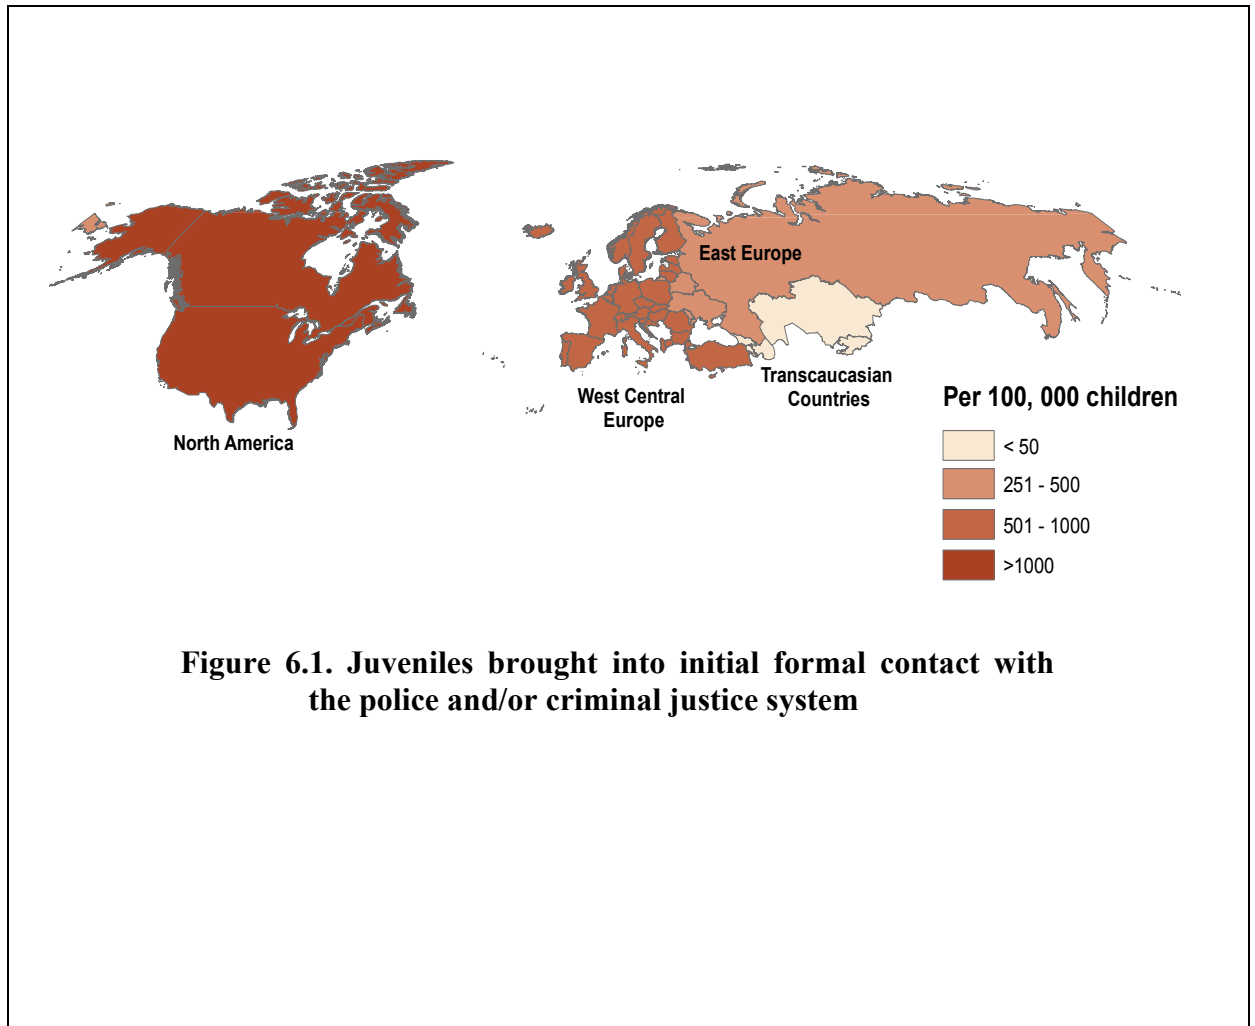 East Europe
Transcaucasian
Countries
West Central
Europe
North America
Per 100, 000 children
< 50
251 - 500
501 - 1000
>1000
Figure 6.1. Juveniles brought into initial formal contact with
the police and/or criminal justice system